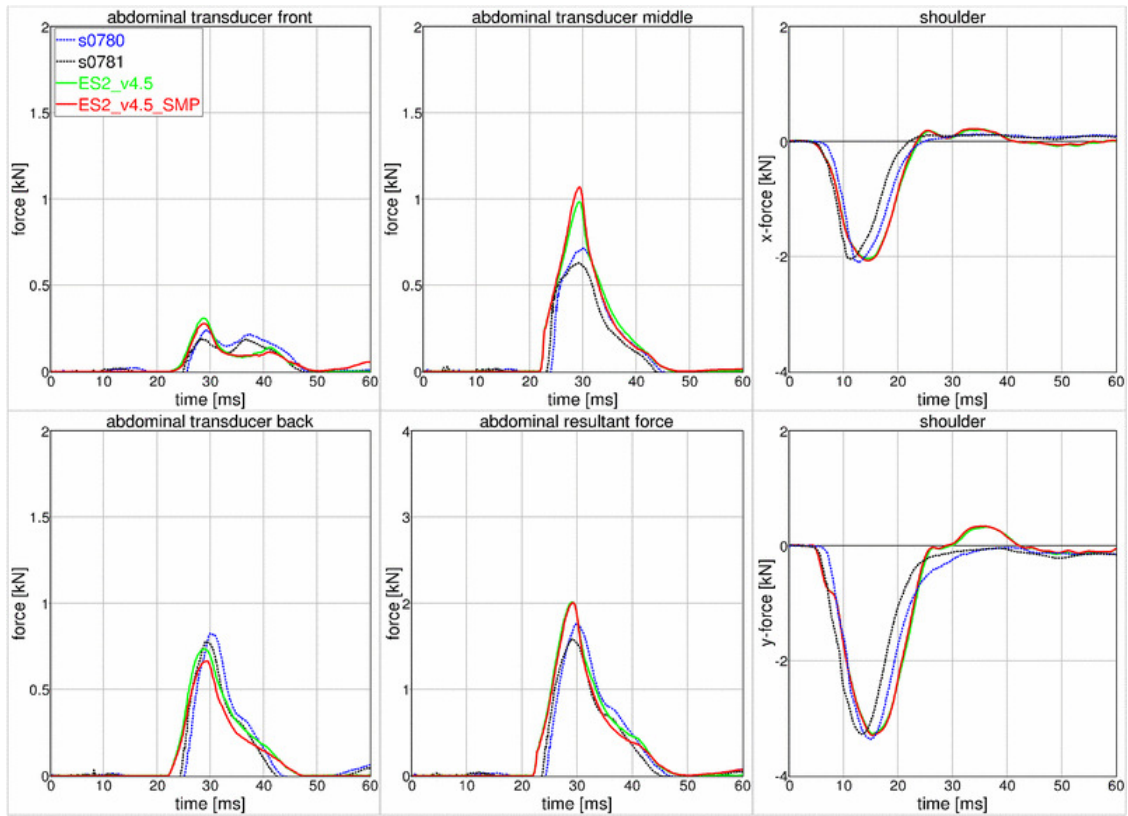 abdominal transducer front
2
1.5
1
0.5
0
force [kN]
0 10 20 30 40 50 60
time [ms]
s0780
s0781
ES2_v4.5
ES2_v4.5_SMP
abdominal transducer middle
2
1.5
1
0.5
0
force [kN]
0 10 20 30 40 50 60
time [ms]
shoulder
2
0
-2
-4
x-force [kN]
0 10 20 30 40 50 60
time [ms]
abdominal transducer back
2
1.5
1
0.5
0
force [kN]
0 10 20 30 40 50 60
time [ms]
abdominal resultant force
4
3
2
1
0
force [kN]
0 10 20 30 40 50 60
time [ms]
shoulder
2
0
-2
-4
y-force [kN]
0 10 20 30 40 50 60
time [ms]